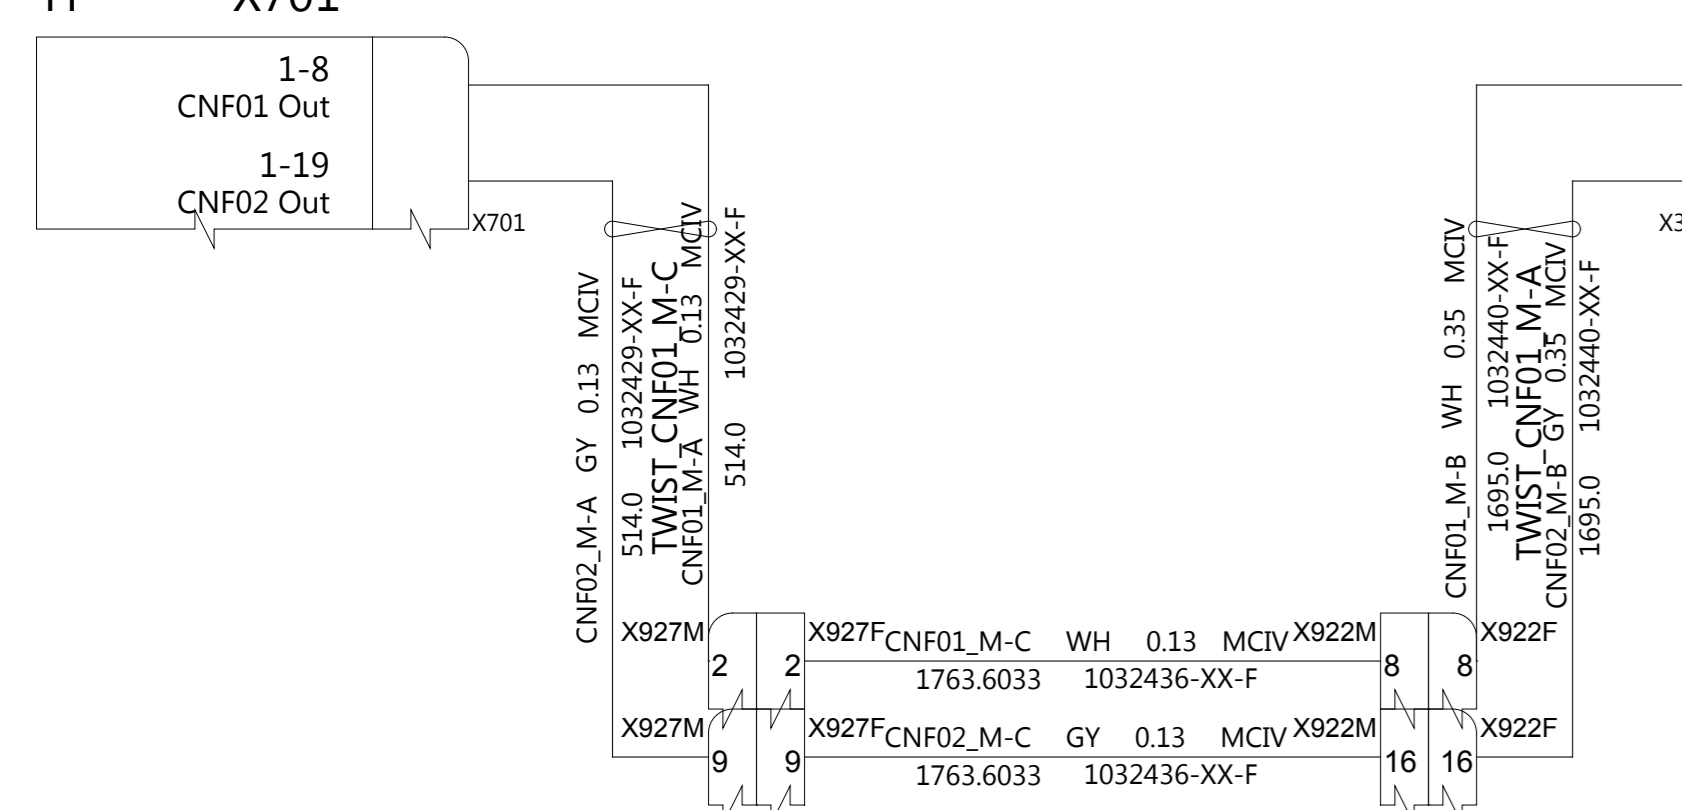 X701
1-8
CNF01 Out
1-19
CNF02 Out
X701
X3
CNF02_M-A GY 0.13 MCIV
514.0 1032429-XX-F
TWIST_CNF01_M-C
CNF01_M-A WH 0.13 MCIV
514.0 1032429-XX-F
CNF01_M-B WH 0.35 MCIV
1695.0 1032440-XX-F
TWIST_CNF01_M-A
CNF02_M-B GY 0.35 MCIV
1695.0 1032440-XX-F
X927M 2 2 X927F CNF01_M-C WH 0.13 MCIV X922M 8 8 X922F
1763.6033 1032436-XX-F
X927M 9 9 X927F CNF02_M-C GY 0.13 MCIV X922M 16 16 X922F
1763.6033 1032436-XX-F